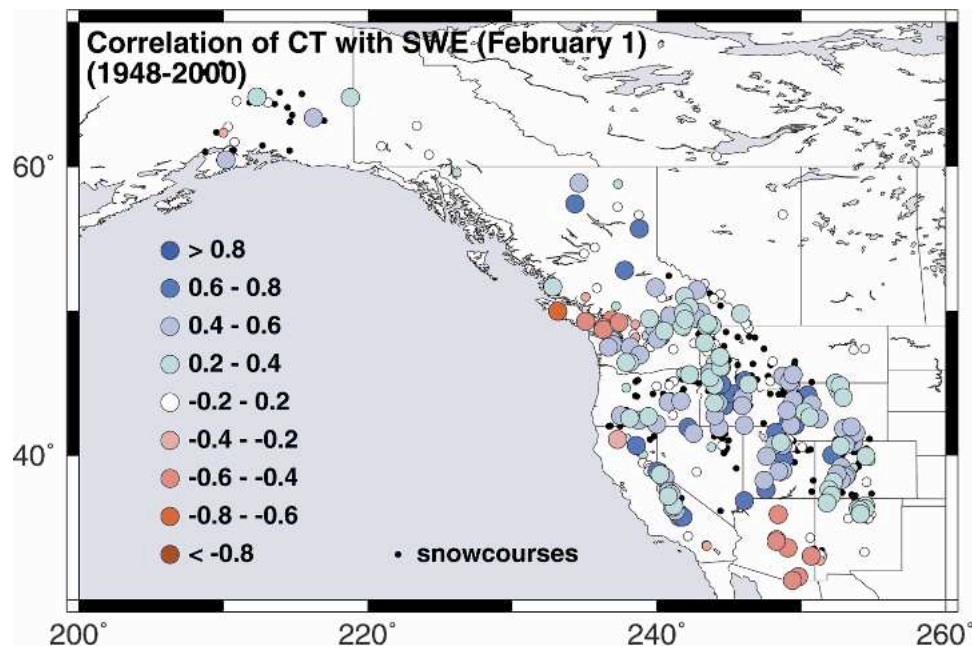 Correlation of CT with SWE (February 1)
(1948-2000)
60°
40°
> 0.8
0.6 - 0.8
0.4 - 0.6
0.2 - 0.4
-0.2 - 0.2
-0.4 - -0.2
-0.6 - -0.4
-0.8 - -0.6
< -0.8
snowcourses
200° 220° 240° 260°